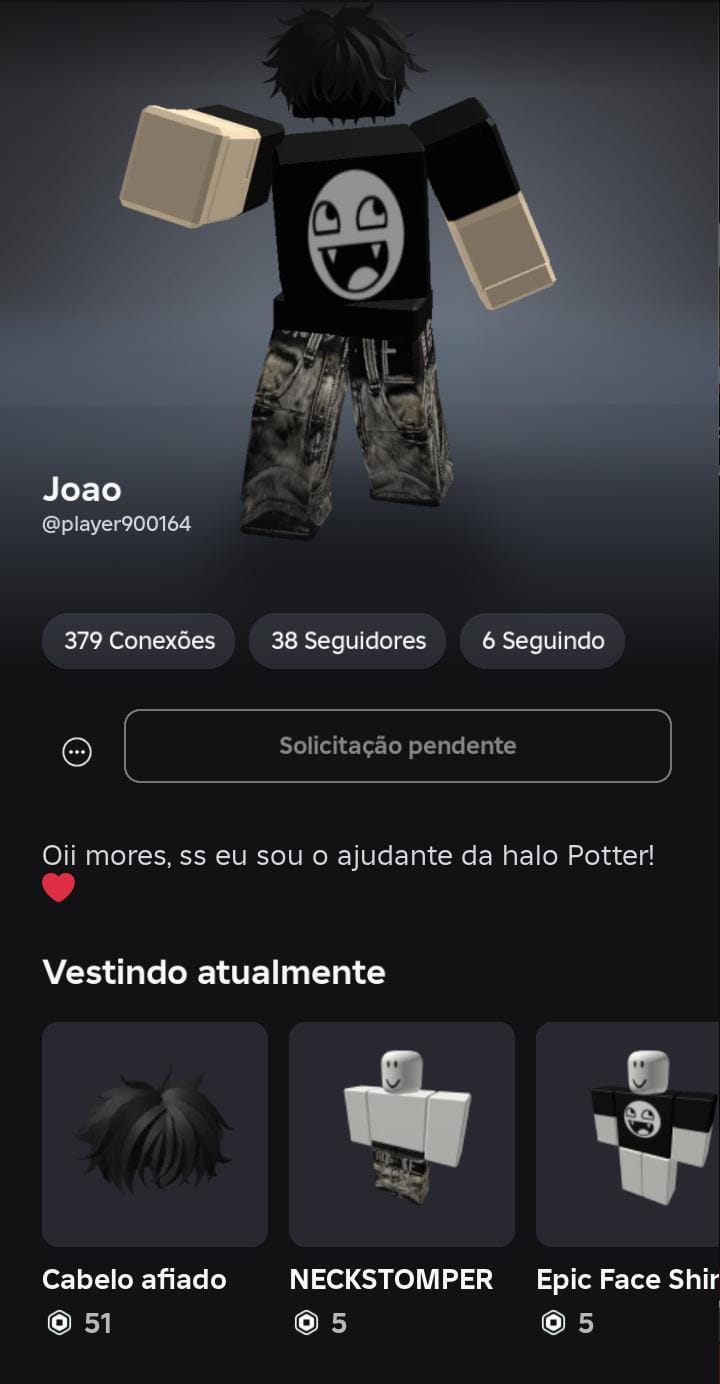 Joao
@player900164
379 Conexões
38 Seguidores
6 Seguindo
Solicitação pendente
Oii mores, ss eu sou o ajudante da halo Potter!
❤️
Vestindo atualmente
Cabelo afiado
NECKSTOMPER
Epic Face Shir
51
5
5